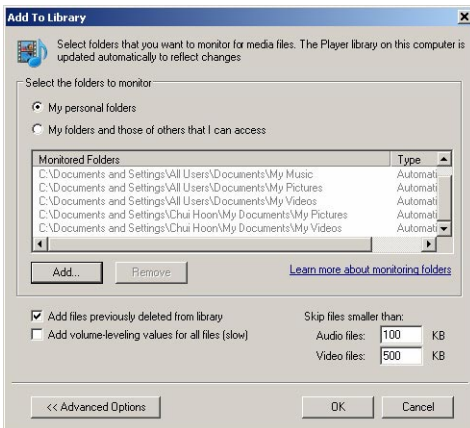 Add To Library
Select folders that you want to monitor for media files. The Player library on this computer is
updated automatically to reflect changes
Select the folders to monitor
My personal folders
My folders and those of others that I can access
Monitored Folders Type
C:\Documents and Settings\All Users\Documents\My Music Automati
C:\Documents and Settings\All Users\Documents\My Pictures Automati
C:\Documents and Settings\All Users\Documents\My Videos Automati
C:\Documents and Settings\Chui Hoon\My Documents\My Pictures Automati
C:\Documents and Settings\Chui Hoon\My Documents\My Videos Automati
Add... Remove Learn more about monitoring folders
Add files previously deleted from library Skip files smaller than:
Add volume-leveling values for all files (slow) Audio files: 100 KB
Video files: 500 KB
<< Advanced Options OK Cancel